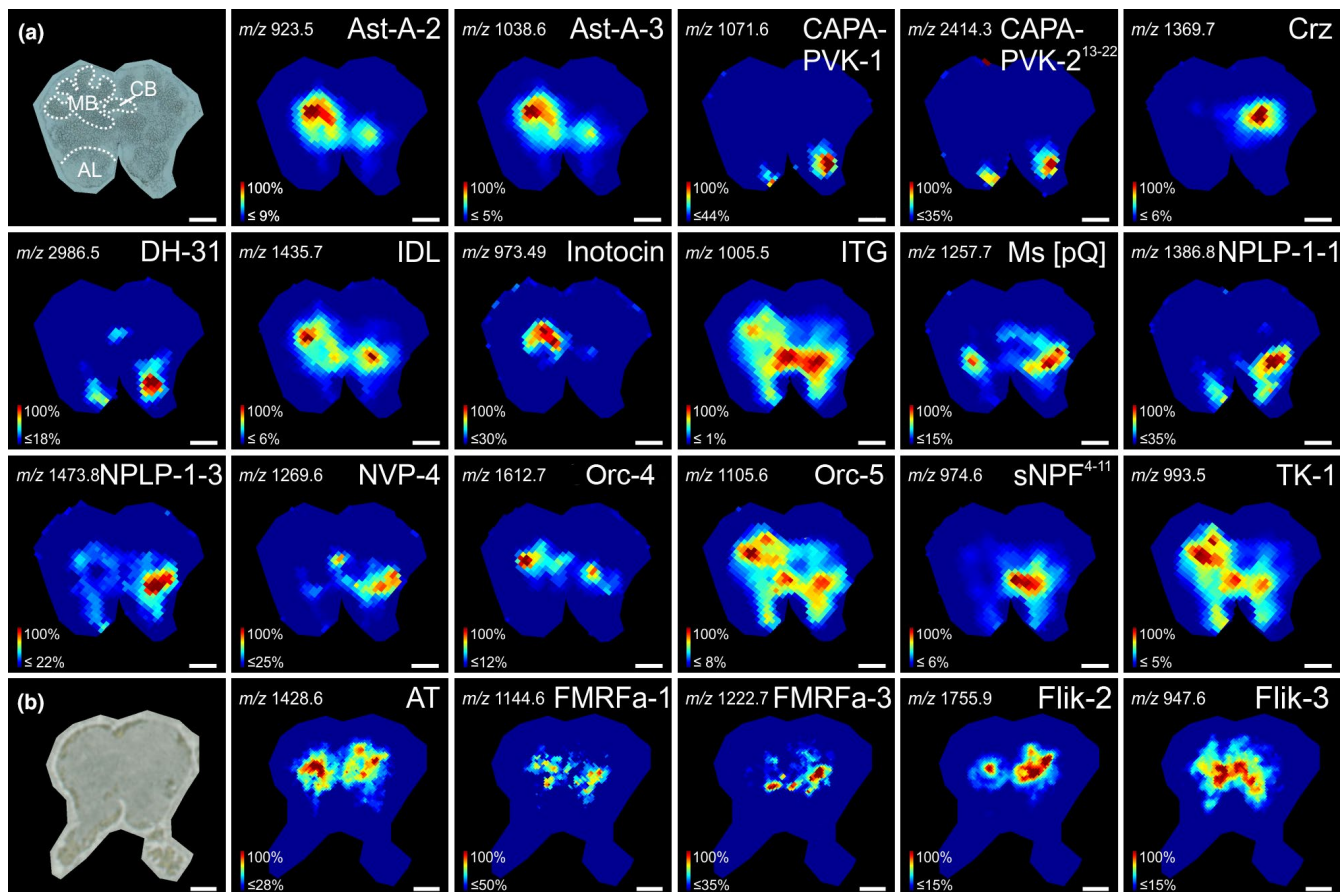 (a)
MB
CB
AL
m/z 923.5 Ast-A-2
100%
≤ 9%
m/z 1038.6 Ast-A-3
100%
≤ 5%
m/z 1071.6 CAPA-
PVK-1
100%
≤44%
m/z 2414.3 CAPA-
PVK-2¹³⁻²²
100%
≤35%
m/z 1369.7 Crz
100%
≤ 6%
m/z 2986.5 DH-31
100%
≤18%
m/z 1435.7 IDL
100%
≤ 6%
m/z 973.49 Inotocin
100%
≤30%
m/z 1005.5 ITG
100%
≤ 1%
m/z 1257.7 Ms [pQ]
100%
≤15%
m/z 1386.8 NPLP-1-1
100%
≤35%
m/z 1473.8 NPLP-1-3
100%
≤ 22%
m/z 1269.6 NVP-4
100%
≤25%
m/z 1612.7 Orc-4
100%
≤12%
m/z 1105.6 Orc-5
100%
≤ 8%
m/z 974.6 sNPF⁴⁻¹¹
100%
≤ 6%
m/z 993.5 TK-1
100%
≤ 5%
(b)
m/z 1428.6 AT
100%
≤28%
m/z 1144.6 FMRFa-1
100%
≤50%
m/z 1222.7 FMRFa-3
100%
≤35%
m/z 1755.9 Flik-2
100%
≤15%
m/z 947.6 Flik-3
100%
≤15%